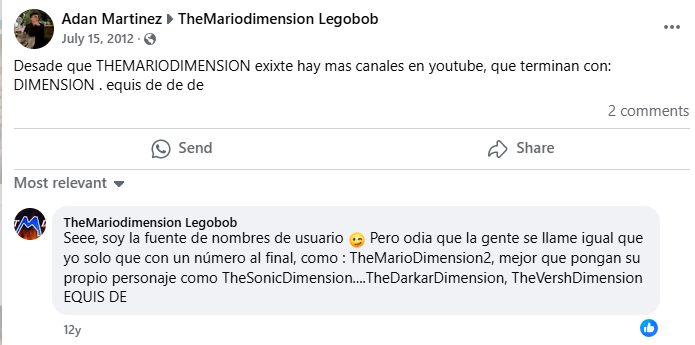 Adan Martinez ▸ TheMariodimension Legobob
July 15, 2012 ·
Desade que THEMARIODIMENSION exixte hay mas canales en youtube, que terminan con:
DIMENSION . equis de de de
2 comments
Send
Share
Most relevant
TheMariodimension Legobob
Seee, soy la fuente de nombres de usuario 😉 Pero odia que la gente se llame igual que
yo solo que con un número al final, como : TheMarioDimension2, mejor que pongan su
propio personaje como TheSonicDimension....TheDarkarDimension, TheVershDimension
EQUIS DE
12y